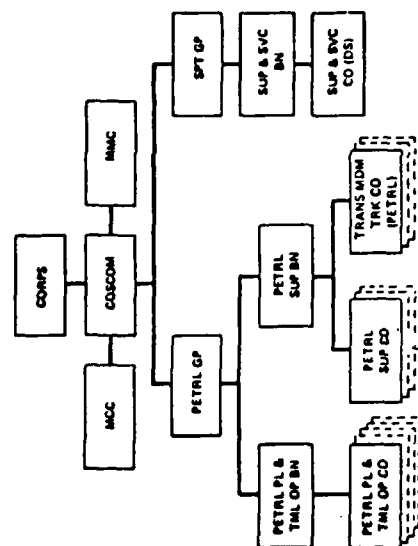 CORPS
MCC
COSCOM
MMC
PETRL GP
SPT GP
PETRL PL &
TML OP BN
PETRL
SUP BN
SUP & SVC
BN
PETRL PL &
TML OP CO
PETRL
SUP CO
TRANS MDM
TRK CO
(PETRL)
SUP & SVC
CO (DS)